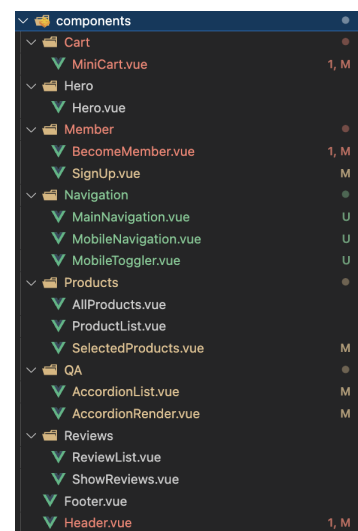 components
Cart
MiniCart.vue 1, M
Hero
Hero.vue
Member
BecomeMember.vue 1, M
SignUp.vue M
Navigation
MainNavigation.vue U
MobileNavigation.vue U
MobileToggler.vue U
Products
AllProducts.vue
ProductList.vue
SelectedProducts.vue M
QA
AccordionList.vue M
AccordionRender.vue M
Reviews
ReviewList.vue
ShowReviews.vue
Footer.vue
Header.vue 1, M